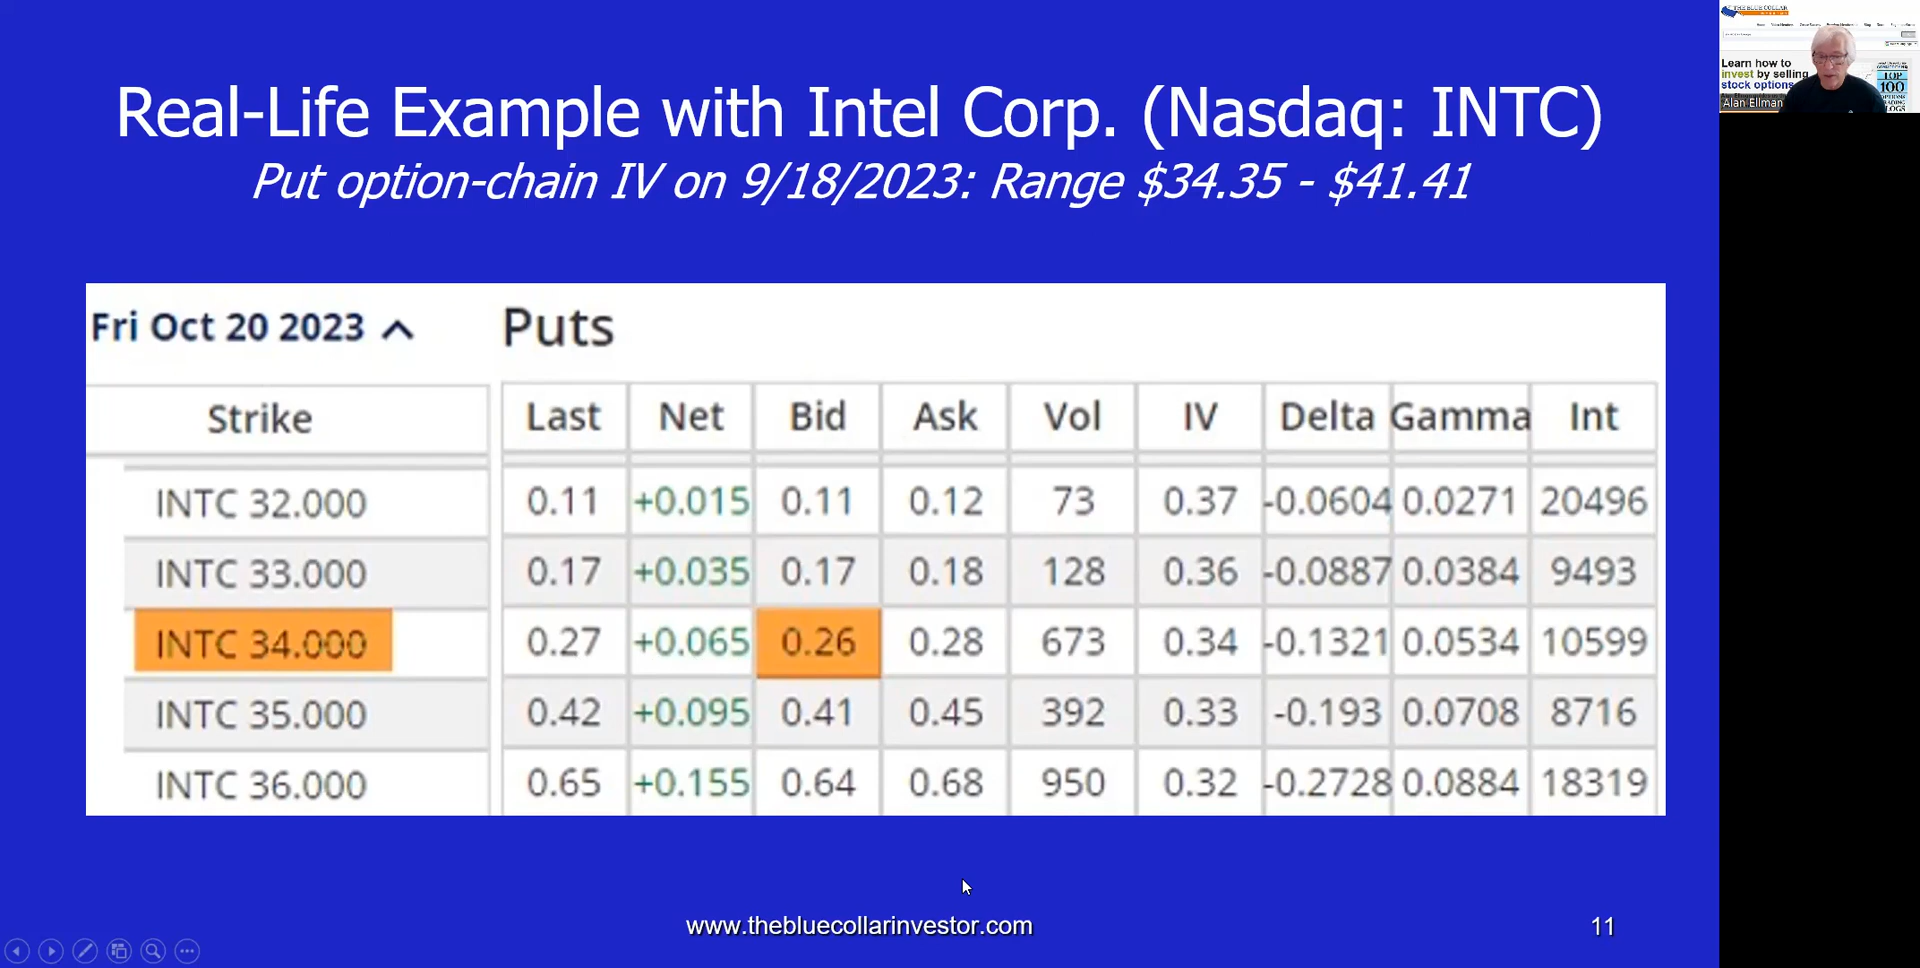 Real-Life Example with Intel Corp. (Nasdaq: INTC)
Put option-chain IV on 9/18/2023: Range $34.35 - $41.41
Fri Oct 20 2023 Puts
Strike Last Net Bid Ask Vol IV Delta Gamma Int
INTC 32.000 0.11 +0.015 0.11 0.12 73 0.37 -0.0604 0.0271 20496
INTC 33.000 0.17 +0.035 0.17 0.18 128 0.36 -0.0887 0.0384 9493
INTC 34.000 0.27 +0.065 0.26 0.28 673 0.34 -0.1321 0.0534 10599
INTC 35.000 0.42 +0.095 0.41 0.45 392 0.33 -0.193 0.0708 8716
INTC 36.000 0.65 +0.155 0.64 0.68 950 0.32 -0.2728 0.0884 18319
www.thebluecollarinvestor.com
11
THE BLUE COLLAR
Learn how to
invest by selling
stock options
Alan Ellman
TOP
100